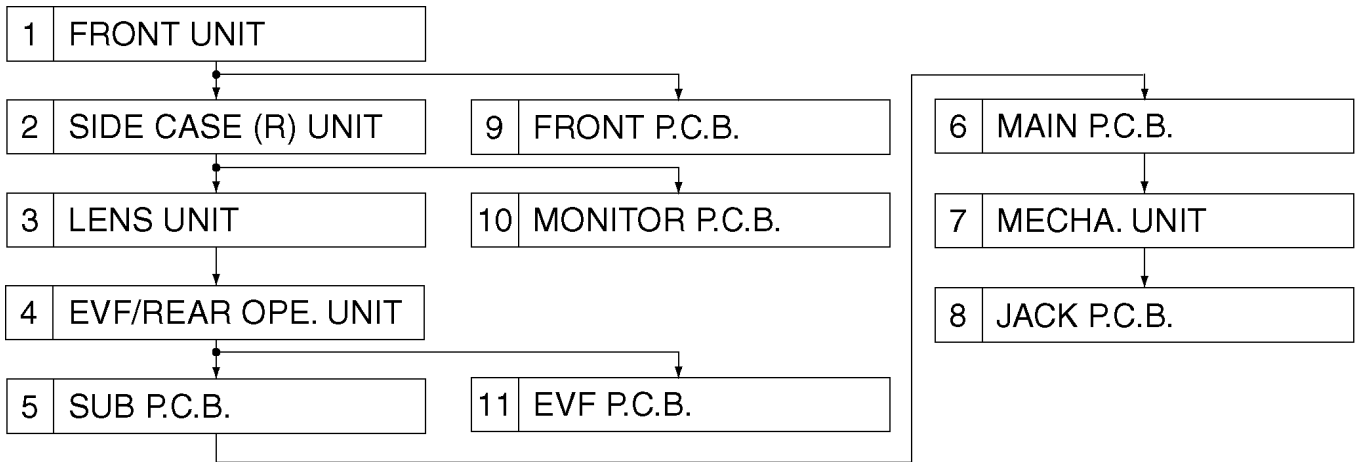 1 FRONT UNIT
2 SIDE CASE (R) UNIT
3 LENS UNIT
4 EVF/REAR OPE. UNIT
5 SUB P.C.B.
9 FRONT P.C.B.
10 MONITOR P.C.B.
11 EVF P.C.B.
6 MAIN P.C.B.
7 MECHA. UNIT
8 JACK P.C.B.